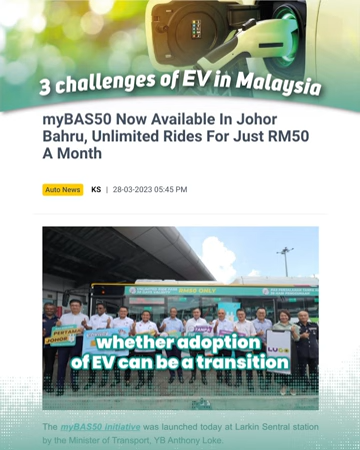 3 challenges of EV in Malaysia
myBAS50 Now Available In Johor
Bahru, Unlimited Rides For Just RM50
A Month
Auto News KS | 28-03-2023 05:45 PM
PERTAMA
JOHOR
whether adoption
of EV can be a transition
The myBAS50 initiative was launched today at Larkin Sentral station
by the Minister of Transport, YB Anthony Loke.